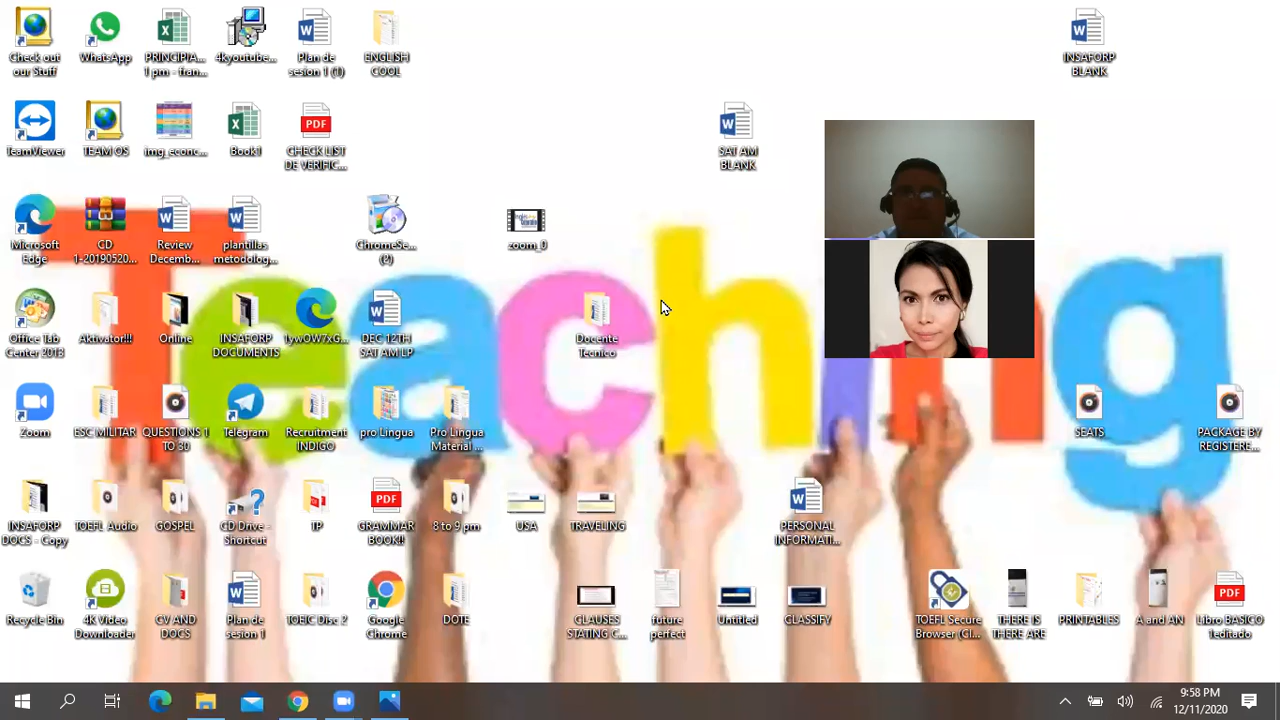 Check out
our Stuff
WhatsApp
PRINCIPIA...
1 pm - fran...
4kyoutube...
Plan de
sesion 1 (1)
ENGLISH
COOL
INSAFORP
BLANK
TeamViewer
TEAM OS
img_econc...
Book1
PDF
CHECK LIST
DE VERIFIC...
SAT AM
BLANK
Microsoft
Edge
CD
1-20190520...
Review
Decemb...
plantillas
metodolog...
ChromeSe...
(2)
zoom_0
Teaching
Office Tab
Center 2013
Aktivator!!!
Online
INSAFORP
DOCUMENTS
1ywOW7xG...
DEC 12TH
SAT AM LP
Docente
Tecnico
Zoom
ESC MILITAR
QUESTIONS 1
TO 30
Telegram
Recruitment
INDIGO
pro Lingua
Pro Lingua
Material ...
SEATS
PACKAGE BY
REGISTERE...
INSAFORP
DOCS - Copy
TOEFL Audio
GOSPEL
CD Drive -
Shortcut
TP
PDF
GRAMMAR
BOOK!!
8 to 9 pm
USA
TRAVELING
PERSONAL
INFORMATI...
Recycle Bin
4K Video
Downloader
CV AND
DOCS
Plan de
sesion 1
TOEIC Disc 2
Google
Chrome
DOTE
CLAUSES
STATING C...
future
perfect
Untitled
CLASSIFY
TOEFL Secure
Browser (Cl...
THERE IS
THERE ARE
PRINTABLES
A and AN
PDF
Libro BASICO
1editado
9:58 PM
12/11/2020